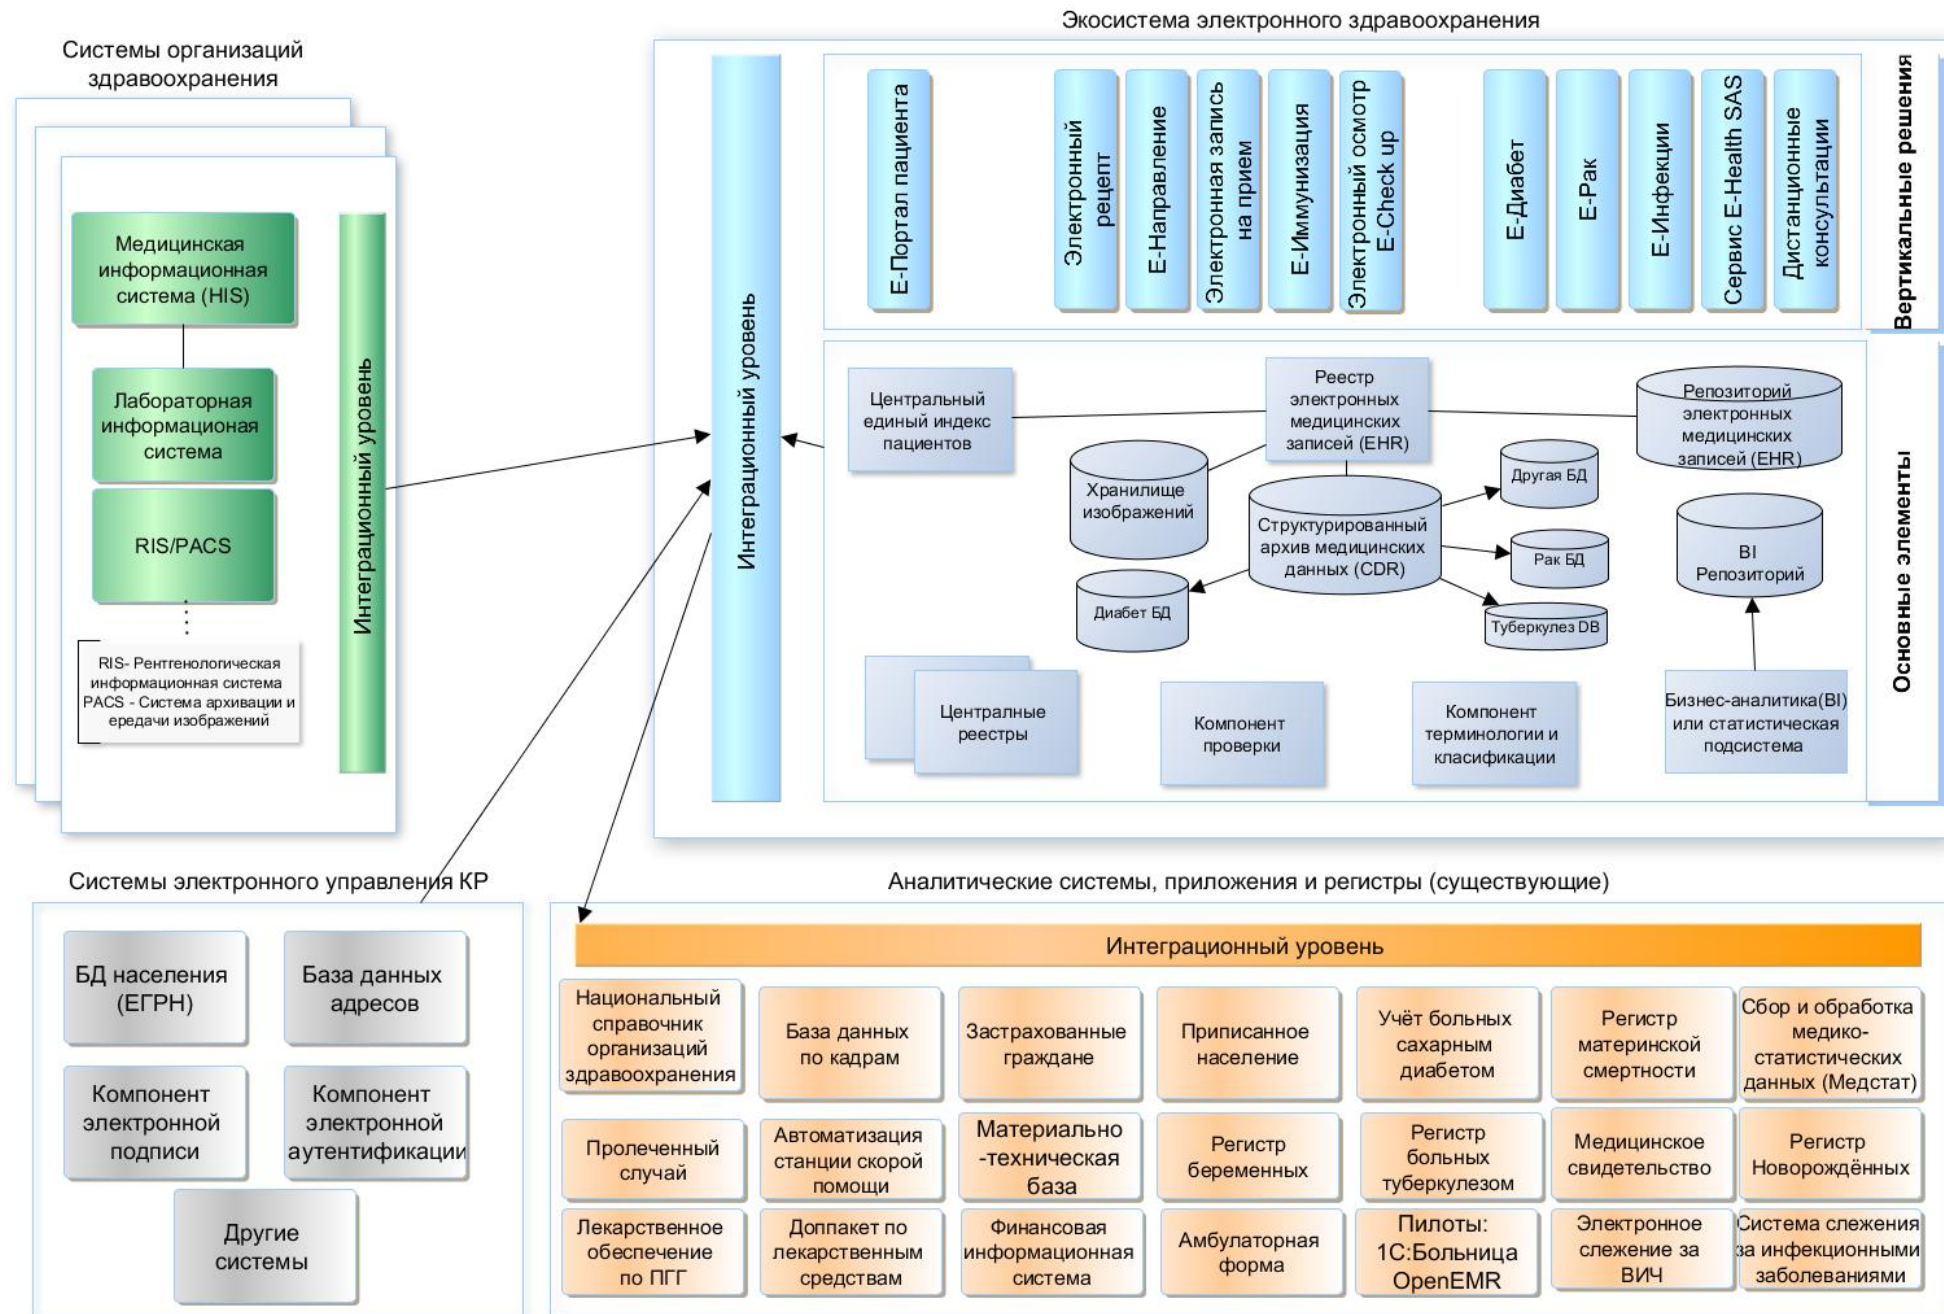 Экосистема электронного здравоохранения
Системы организаций
здравоохранения
Медицинская
информационная
система (HIS)
Лабораторная
информационая
система
RIS/PACS
RIS- Рентгенологическая
информационная система
PACS - Система архивации и
ередачи изображений
Интеграционный уровень
Интеграционный уровень
Е-Портал пациента
Электронный
рецепт
Е-Направление
Электронная запись
на прием
Е-Иммунизация
Электронный осмотр
E-Check up
Е-Диабет
Е-Рак
Е-Инфекции
Сервис E-Health SAS
Дистанционные
консультации
Вертикальные решения
Центральный
единый индекс
пациентов
Реестр
электронных
медицинских
записей (EHR)
Репозиторий
электронных
медицинских
записей (EHR)
Хранилище
изображений
Структурированный
архив медицинских
данных (CDR)
Другая БД
Рак БД
Туберкулез DB
Диабет БД
BI
Репозиторий
Централные
реестры
Компонент
проверки
Компонент
терминологии и
класификации
Бизнес-аналитика(BI)
или статистическая
подсистема
Основные элементы
Системы электронного управления КР
БД населения
(ЕГРН)
База данных
адресов
Компонент
электронной
подписи
Компонент
электронной
аутентификации
Другие
системы
Аналитические системы, приложения и регистры (существующие)
Интеграционный уровень
Национальный
справочник
организаций
здравоохранения
База данных
по кадрам
Застрахованные
граждане
Приписанное
население
Учёт больных
сахарным
диабетом
Регистр
материнской
смертности
Сбор и обработка
медико-
статистических
данных (Медстат)
Пролеченный
случай
Автоматизация
станции скорой
помощи
Материально
-техническая
база
Регистр
беременных
Регистр
больных
туберкулезом
Медицинское
свидетельство
Регистр
Новорождённых
Лекарственное
обеспечение
по ПГГ
Доппакет по
лекарственным
средствам
Финансовая
информационная
система
Амбулаторная
форма
Пилоты:
1С:Больница
OpenEMR
Электронное
слежение за
ВИЧ
Система слежения
за инфекционными
заболеваниями